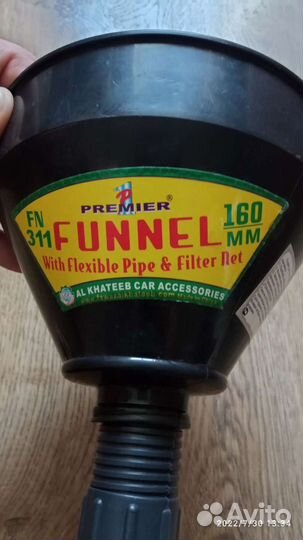 PREMIER ®
FN 311
FUNNEL
160 MM
With Flexible Pipe & Filter Net
AL KHATEEB CAR ACCESSORIES
2022/7/30 13:34
Avito